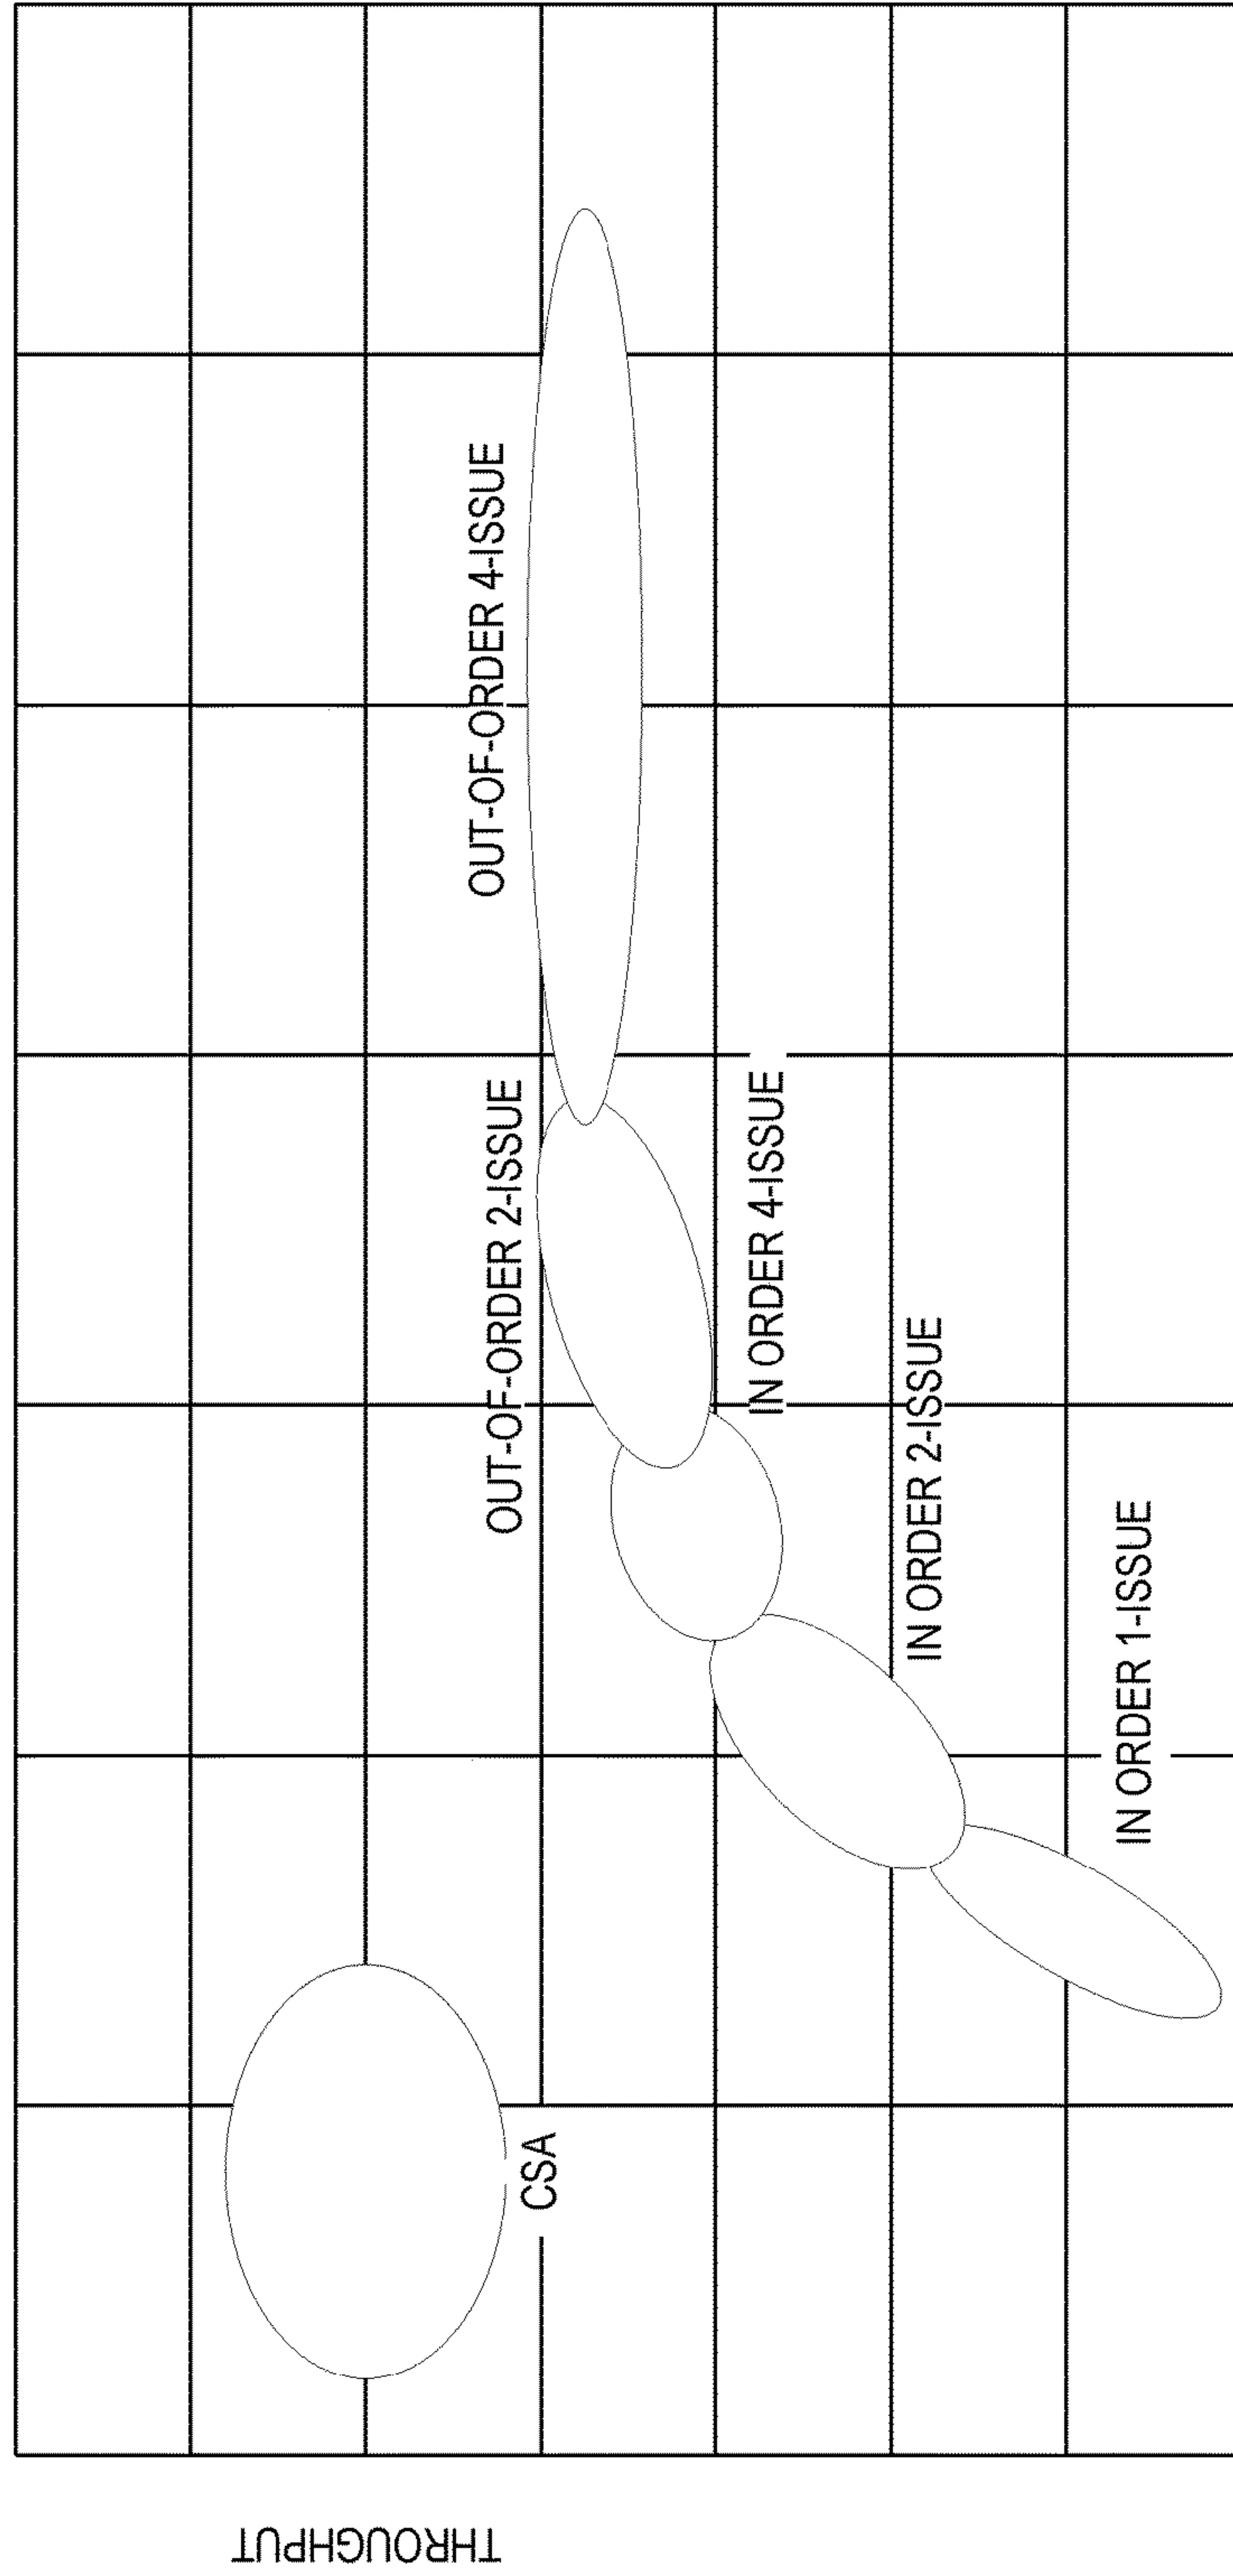 THROUGHPUT
OUT-OF-ORDER 4-ISSUE
OUT-OF-ORDER 2-ISSUE
CSA
IN ORDER 4-ISSUE
IN ORDER 2-ISSUE
IN ORDER 1-ISSUE